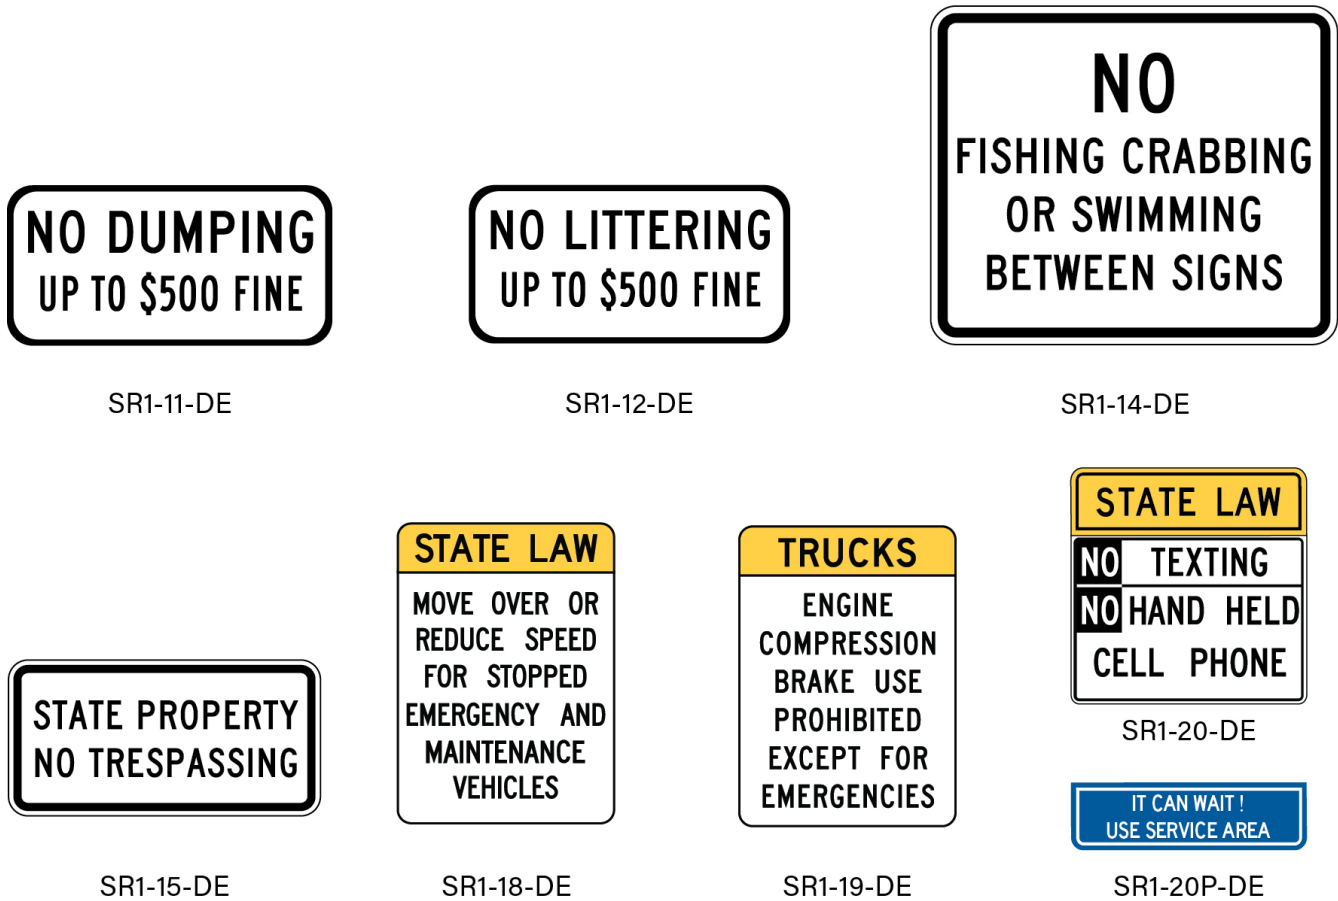 NO DUMPING
UP TO $500 FINE
SR1-11-DE
NO LITTERING
UP TO $500 FINE
SR1-12-DE
NO
FISHING CRABBING
OR SWIMMING
BETWEEN SIGNS
SR1-14-DE
STATE PROPERTY
NO TRESPASSING
SR1-15-DE
STATE LAW
MOVE OVER OR
REDUCE SPEED
FOR STOPPED
EMERGENCY AND
MAINTENANCE
VEHICLES
SR1-18-DE
TRUCKS
ENGINE
COMPRESSION
BRAKE USE
PROHIBITED
EXCEPT FOR
EMERGENCIES
SR1-19-DE
STATE LAW
NO TEXTING
NO HAND HELD
CELL PHONE
SR1-20-DE
IT CAN WAIT !
USE SERVICE AREA
SR1-20P-DE